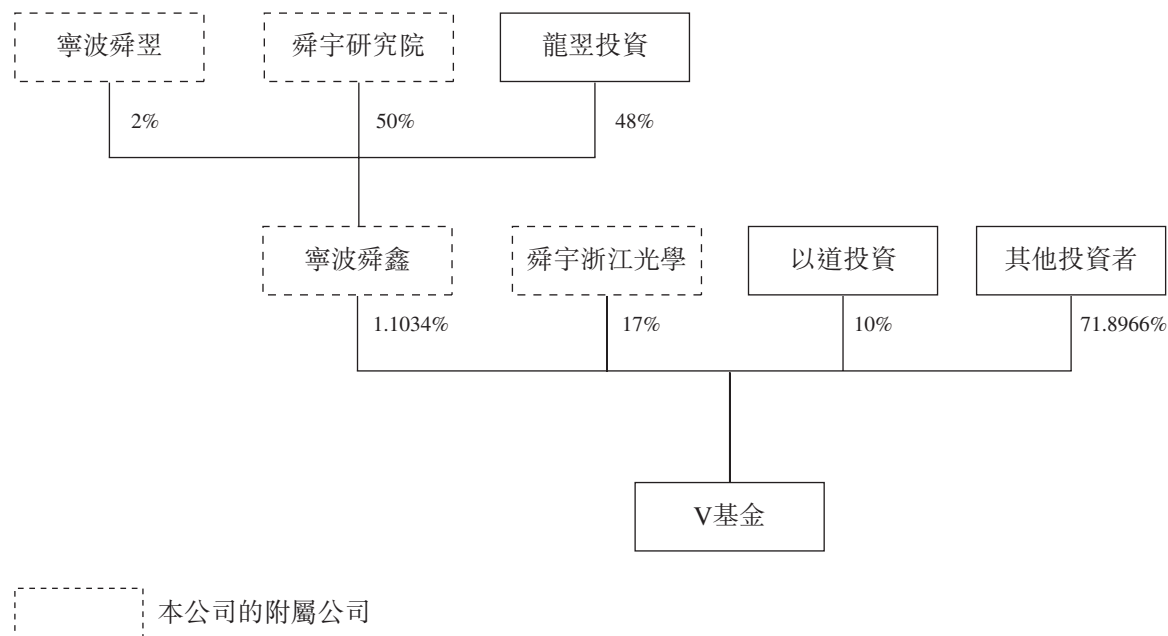 寧波舜翌
舜宇研究院
龍翌投資
2%
50%
48%
寧波舜鑫
舜宇浙江光學
以道投資
其他投資者
1.1034%
17%
10%
71.8966%
V基金
本公司的附屬公司